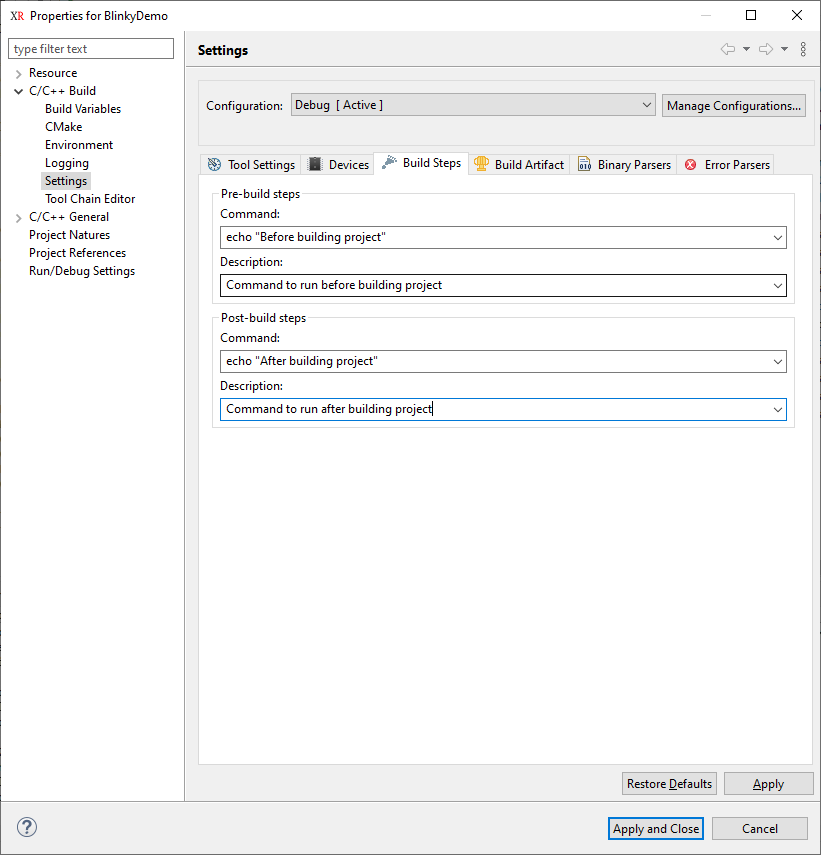 XR Properties for BlinkyDemo
type filter text
Resource
C/C++ Build
Build Variables
CMake
Environment
Logging
Settings
Tool Chain Editor
C/C++ General
Project Natures
Project References
Run/Debug Settings
Settings
Configuration: Debug [ Active ] Manage Configurations...
Tool Settings Devices Build Steps Build Artifact Binary Parsers Error Parsers
Pre-build steps
Command:
echo "Before building project"
Description:
Command to run before building project
Post-build steps
Command:
echo "After building project"
Description:
Command to run after building project
Restore Defaults Apply
? Apply and Close Cancel